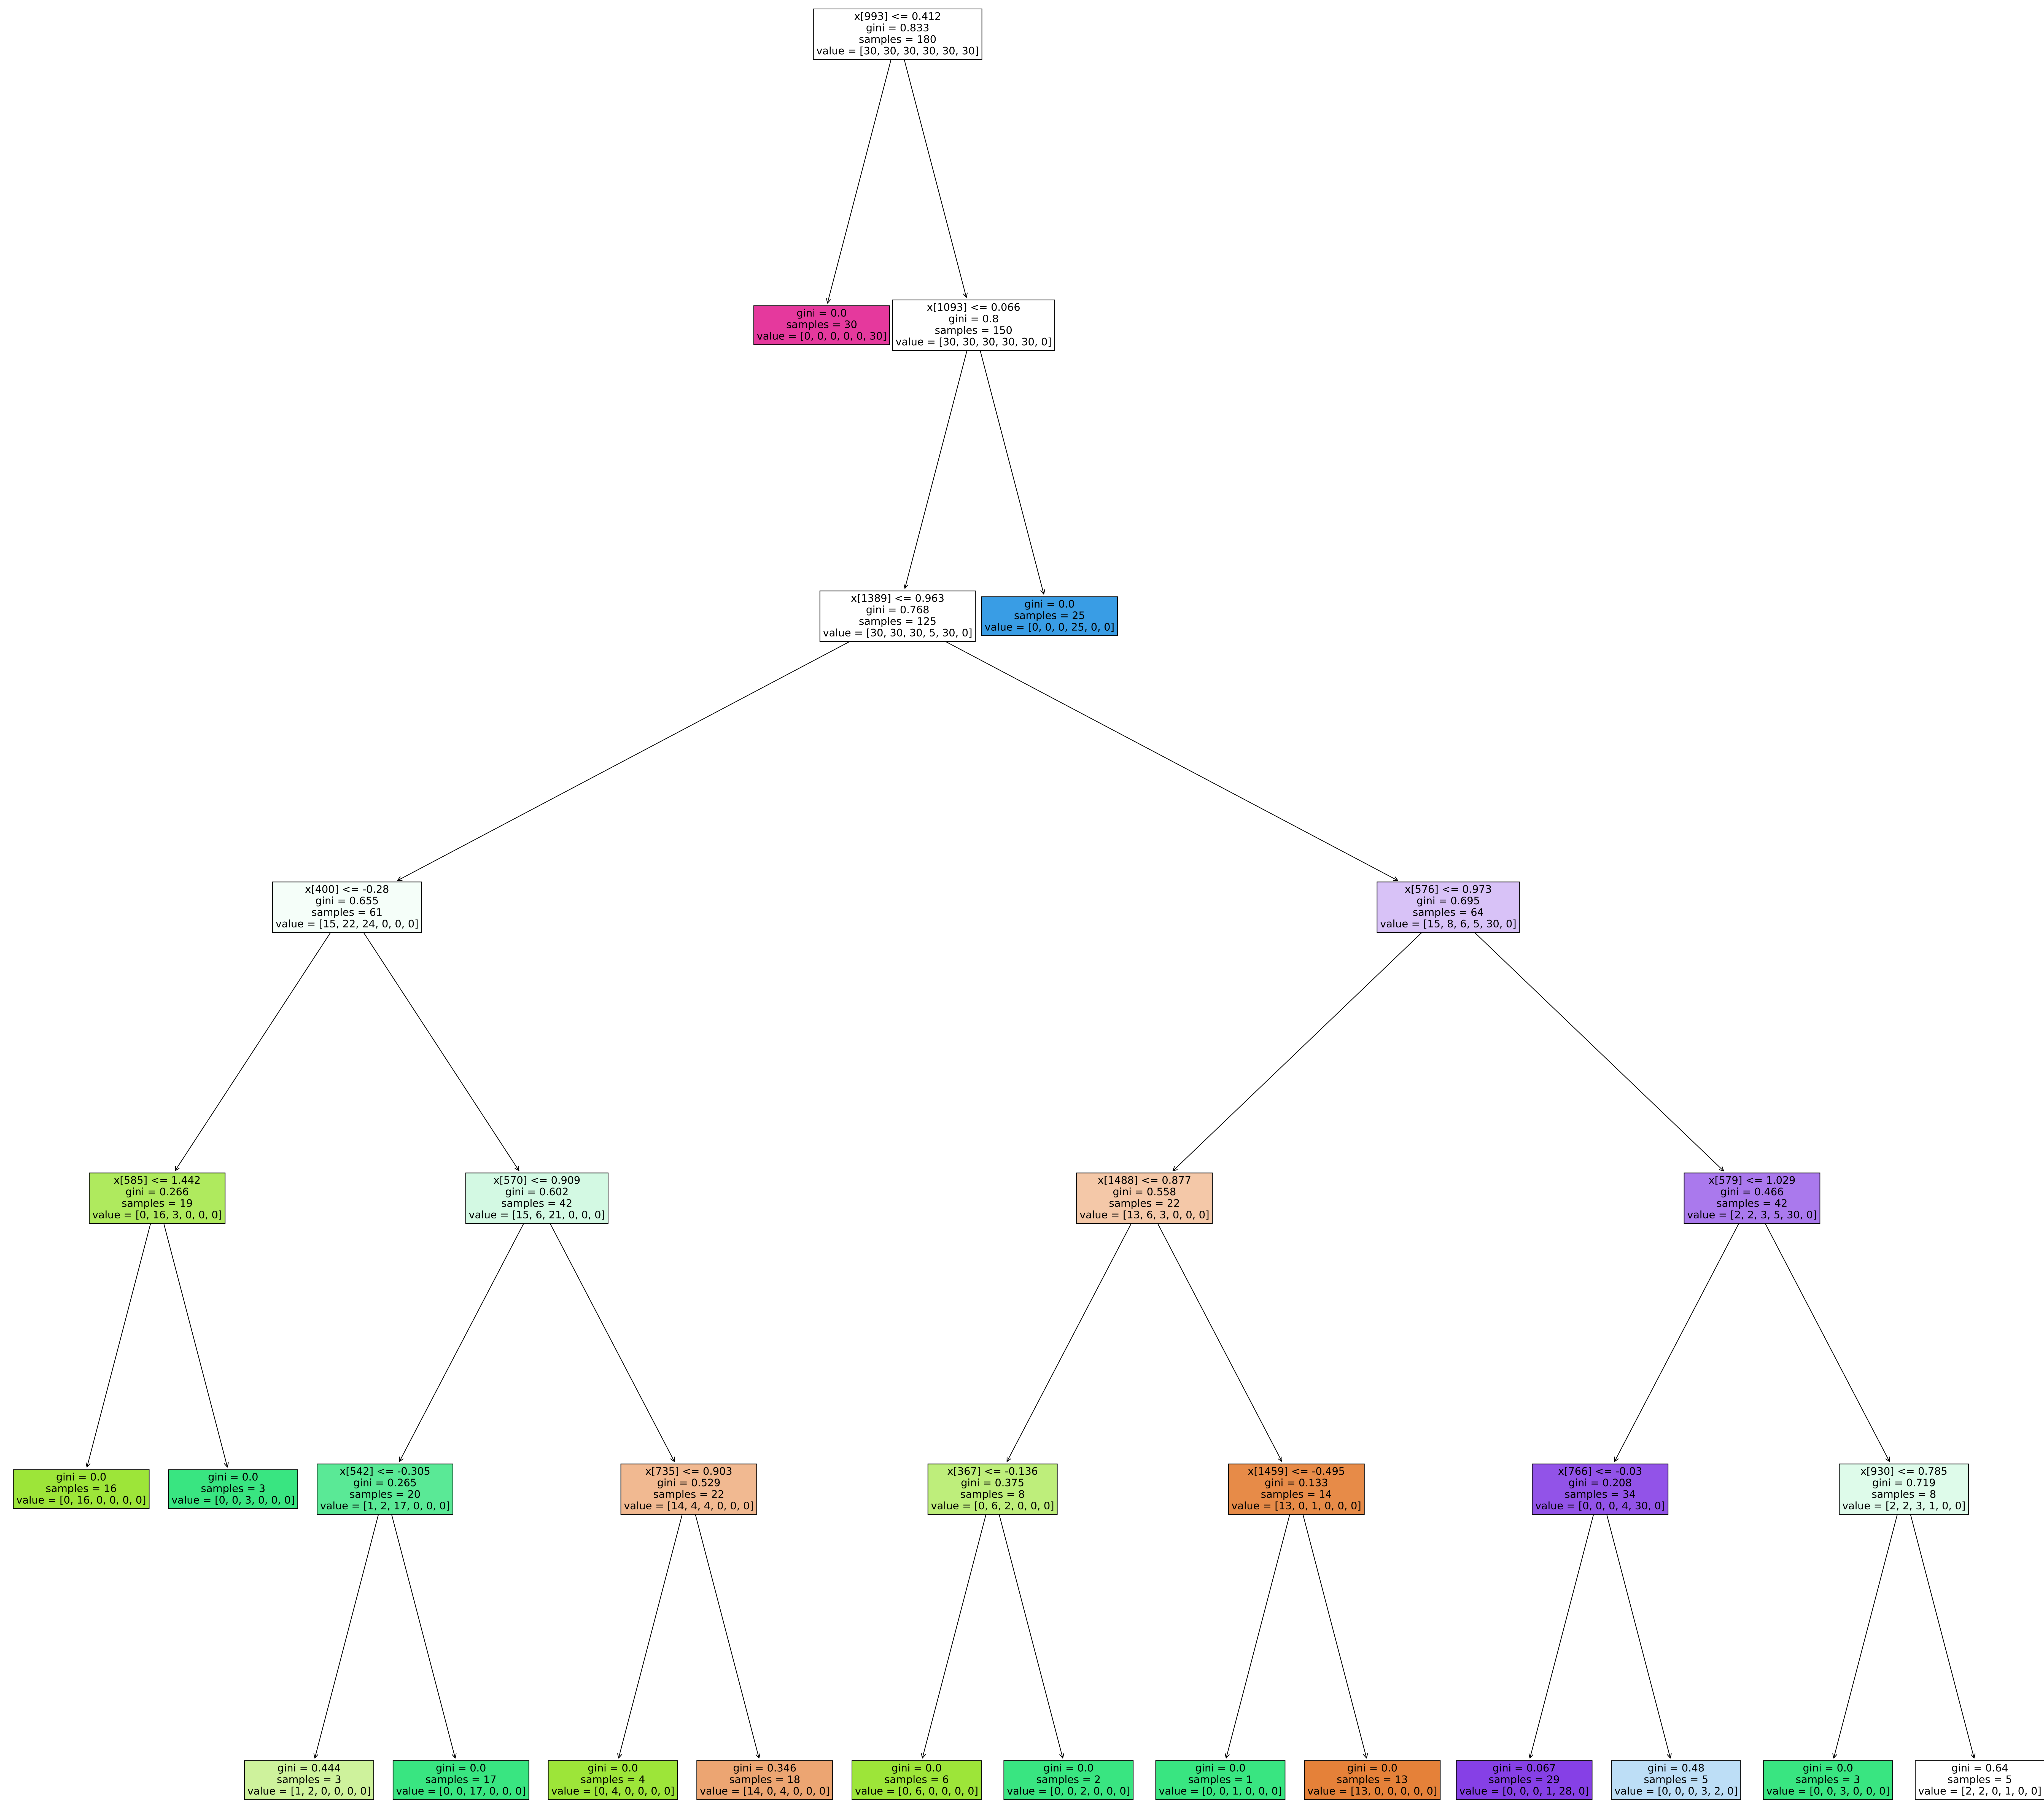 x[993] <= 0.412
gini = 0.833
samples = 180
value = [30, 30, 30, 30, 30, 30]
gini = 0.0
samples = 30
value = [0, 0, 0, 0, 0, 30]
x[1093] <= 0.066
gini = 0.8
samples = 150
value = [30, 30, 30, 30, 30, 0]
x[1389] <= 0.963
gini = 0.768
samples = 125
value = [30, 30, 30, 5, 30, 0]
gini = 0.0
samples = 25
value = [0, 0, 0, 25, 0, 0]
x[400] <= -0.28
gini = 0.655
samples = 61
value = [15, 22, 24, 0, 0, 0]
x[576] <= 0.973
gini = 0.695
samples = 64
value = [15, 8, 6, 5, 30, 0]
x[585] <= 1.442
gini = 0.266
samples = 19
value = [0, 16, 3, 0, 0, 0]
x[570] <= 0.909
gini = 0.602
samples = 42
value = [15, 6, 21, 0, 0, 0]
x[1488] <= 0.877
gini = 0.558
samples = 22
value = [13, 6, 3, 0, 0, 0]
x[579] <= 1.029
gini = 0.466
samples = 42
value = [2, 2, 3, 5, 30, 0]
gini = 0.0
samples = 16
value = [0, 16, 0, 0, 0, 0]
gini = 0.0
samples = 3
value = [0, 0, 3, 0, 0, 0]
x[542] <= -0.305
gini = 0.265
samples = 20
value = [1, 2, 17, 0, 0, 0]
x[735] <= 0.903
gini = 0.529
samples = 22
value = [14, 4, 4, 0, 0, 0]
x[367] <= -0.136
gini = 0.375
samples = 8
value = [0, 6, 2, 0, 0, 0]
x[1459] <= -0.495
gini = 0.133
samples = 14
value = [13, 0, 1, 0, 0, 0]
x[766] <= -0.03
gini = 0.208
samples = 34
value = [0, 0, 0, 4, 30, 0]
x[930] <= 0.785
gini = 0.719
samples = 8
value = [2, 2, 3, 1, 0, 0]
gini = 0.444
samples = 3
value = [1, 2, 0, 0, 0, 0]
gini = 0.0
samples = 17
value = [0, 0, 17, 0, 0, 0]
gini = 0.0
samples = 4
value = [0, 4, 0, 0, 0, 0]
gini = 0.346
samples = 18
value = [14, 0, 4, 0, 0, 0]
gini = 0.0
samples = 6
value = [0, 6, 0, 0, 0, 0]
gini = 0.0
samples = 2
value = [0, 0, 2, 0, 0, 0]
gini = 0.0
samples = 1
value = [0, 0, 1, 0, 0, 0]
gini = 0.0
samples = 13
value = [13, 0, 0, 0, 0, 0]
gini = 0.067
samples = 29
value = [0, 0, 0, 1, 28, 0]
gini = 0.48
samples = 5
value = [0, 0, 0, 3, 2, 0]
gini = 0.0
samples = 3
value = [0, 0, 3, 0, 0, 0]
gini = 0.64
samples = 5
value = [2, 2, 0, 1, 0, 0]